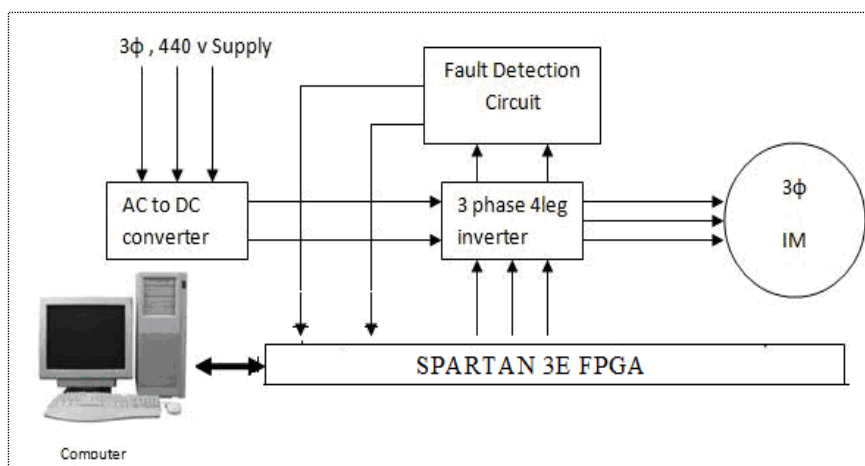 3ϕ , 440 v Supply
Fault Detection
Circuit
AC to DC
converter
3 phase 4leg
inverter
3ϕ
IM
SPARTAN 3E FPGA
Comouter